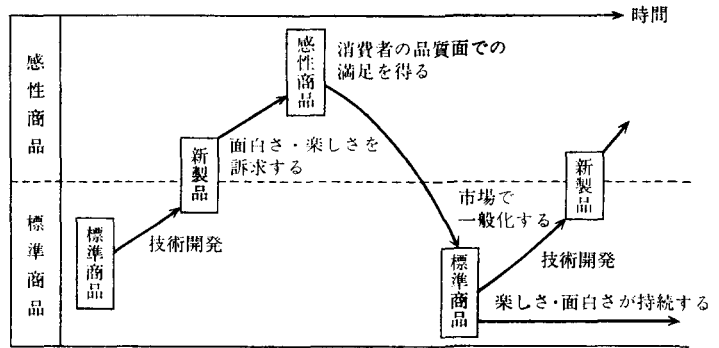 時間
感性商品
標準商品
標準商品
技術開発
新製品
面白さ・楽しさを
訴求する
感性商品
消費者の品質面での
満足を得る
市場で
一般化する
標準商品
技術開発
新製品
楽しさ・面白さが持続する